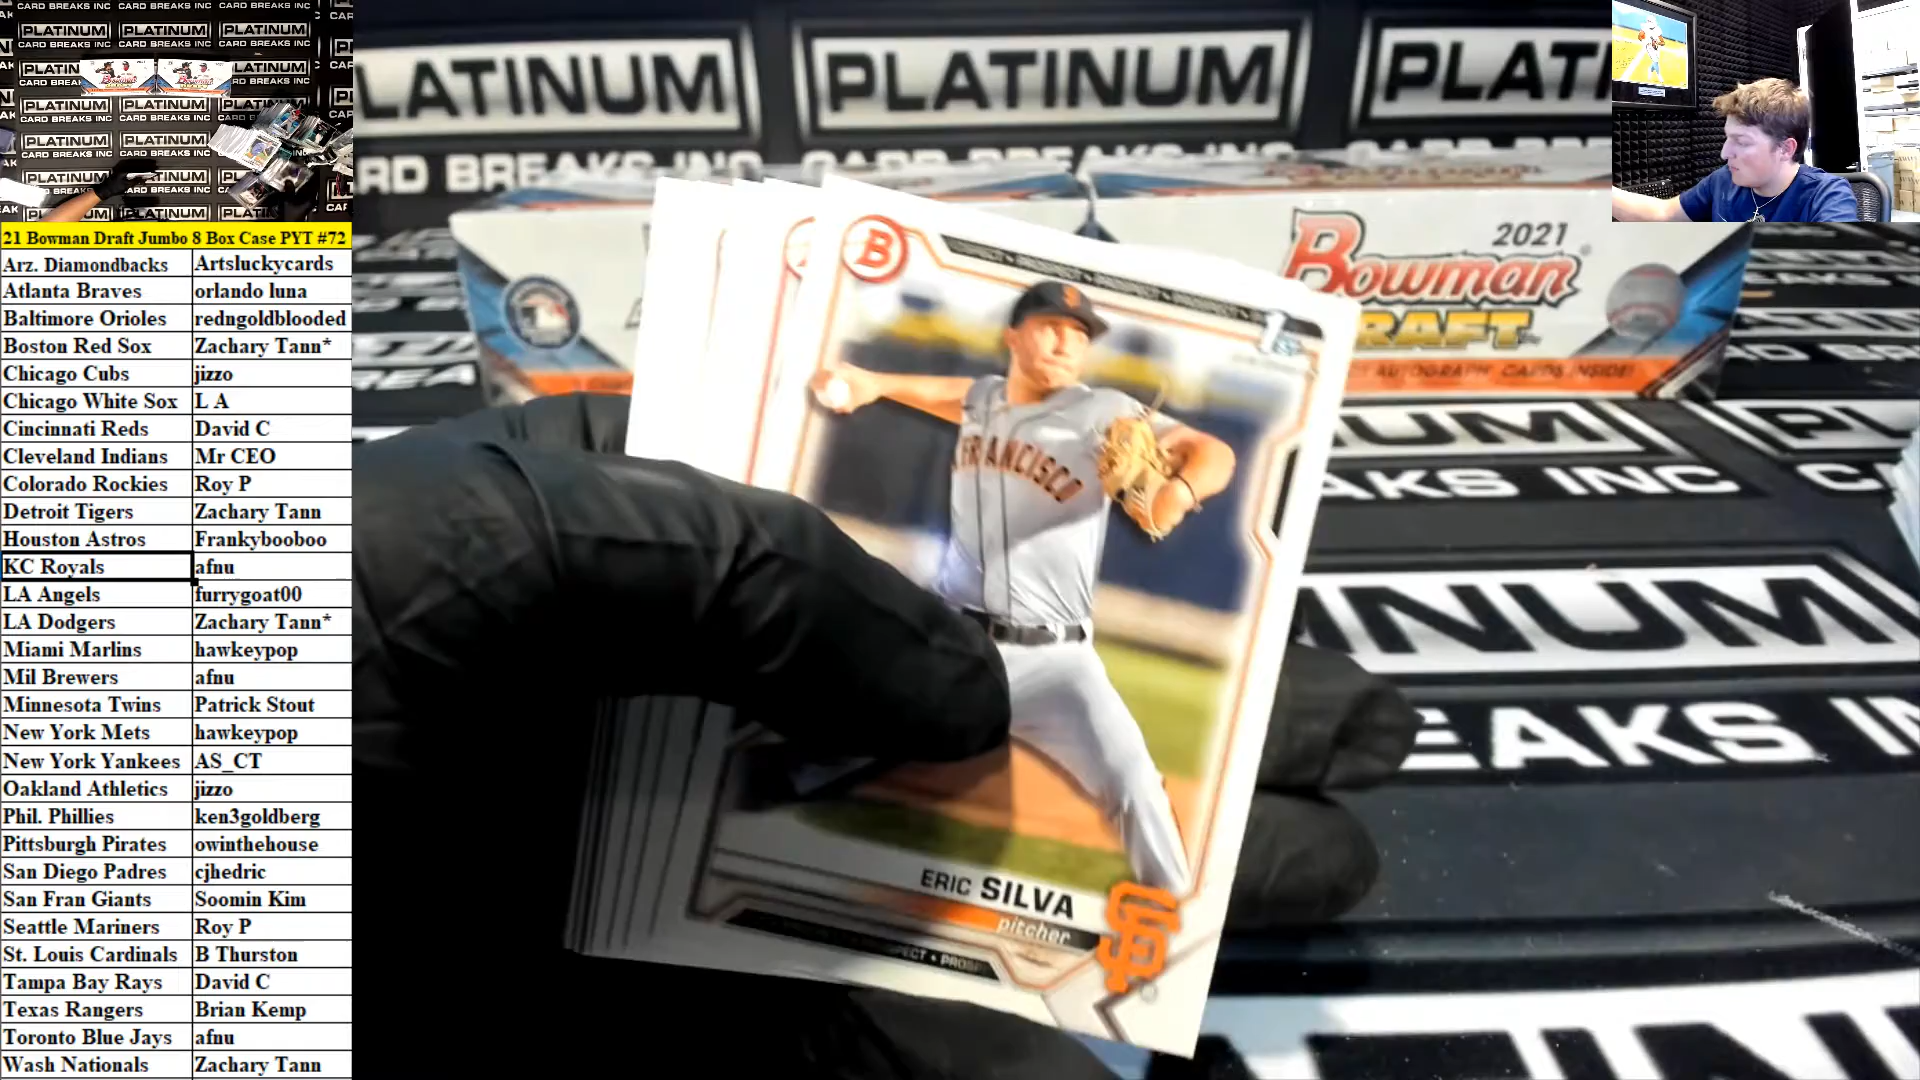 21 Bowman Draft Jumbo 8 Box Case PYT #72
Arz. Diamondbacks Artsluckycards
Atlanta Braves orlando luna
Baltimore Orioles redngoldblooded
Boston Red Sox Zachary Tann*
Chicago Cubs jizzo
Chicago White Sox L A
Cincinnati Reds David C
Cleveland Indians Mr CEO
Colorado Rockies Roy P
Detroit Tigers Zachary Tann
Houston Astros Frankybooboo
KC Royals afnu
LA Angels furrygoat00
LA Dodgers Zachary Tann*
Miami Marlins hawkeypop
Mil Brewers afnu
Minnesota Twins Patrick Stout
New York Mets hawkeypop
New York Yankees AS_CT
Oakland Athletics jizzo
Phil. Phillies ken3goldberg
Pittsburgh Pirates owinthehouse
San Diego Padres cjhedric
San Fran Giants Soomin Kim
Seattle Mariners Roy P
St. Louis Cardinals B Thurston
Tampa Bay Rays David C
Texas Rangers Brian Kemp
Toronto Blue Jays afnu
Wash Nationals Zachary Tann
PLATINUM
CARD BREAKS INC
B
1st
FRANCISCO
ERIC SILVA
pitcher
SF
2021
Bowman
DRAFT
AUTOGRAPH CARDS INSIDE!